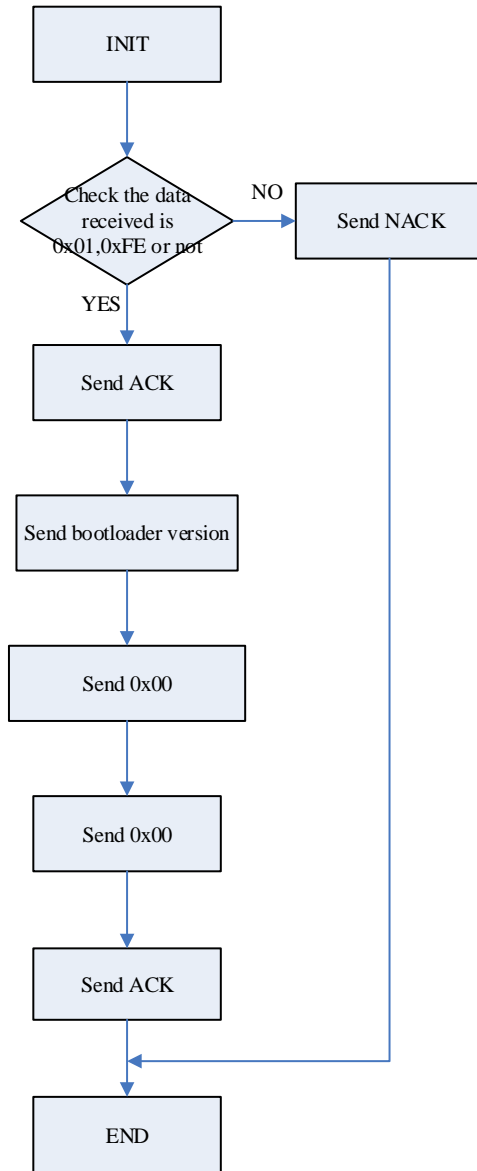 INIT
Check the data
received is
0x01,0xFE or not
NO
Send NACK
YES
Send ACK
Send bootloader version
Send 0x00
Send 0x00
Send ACK
END